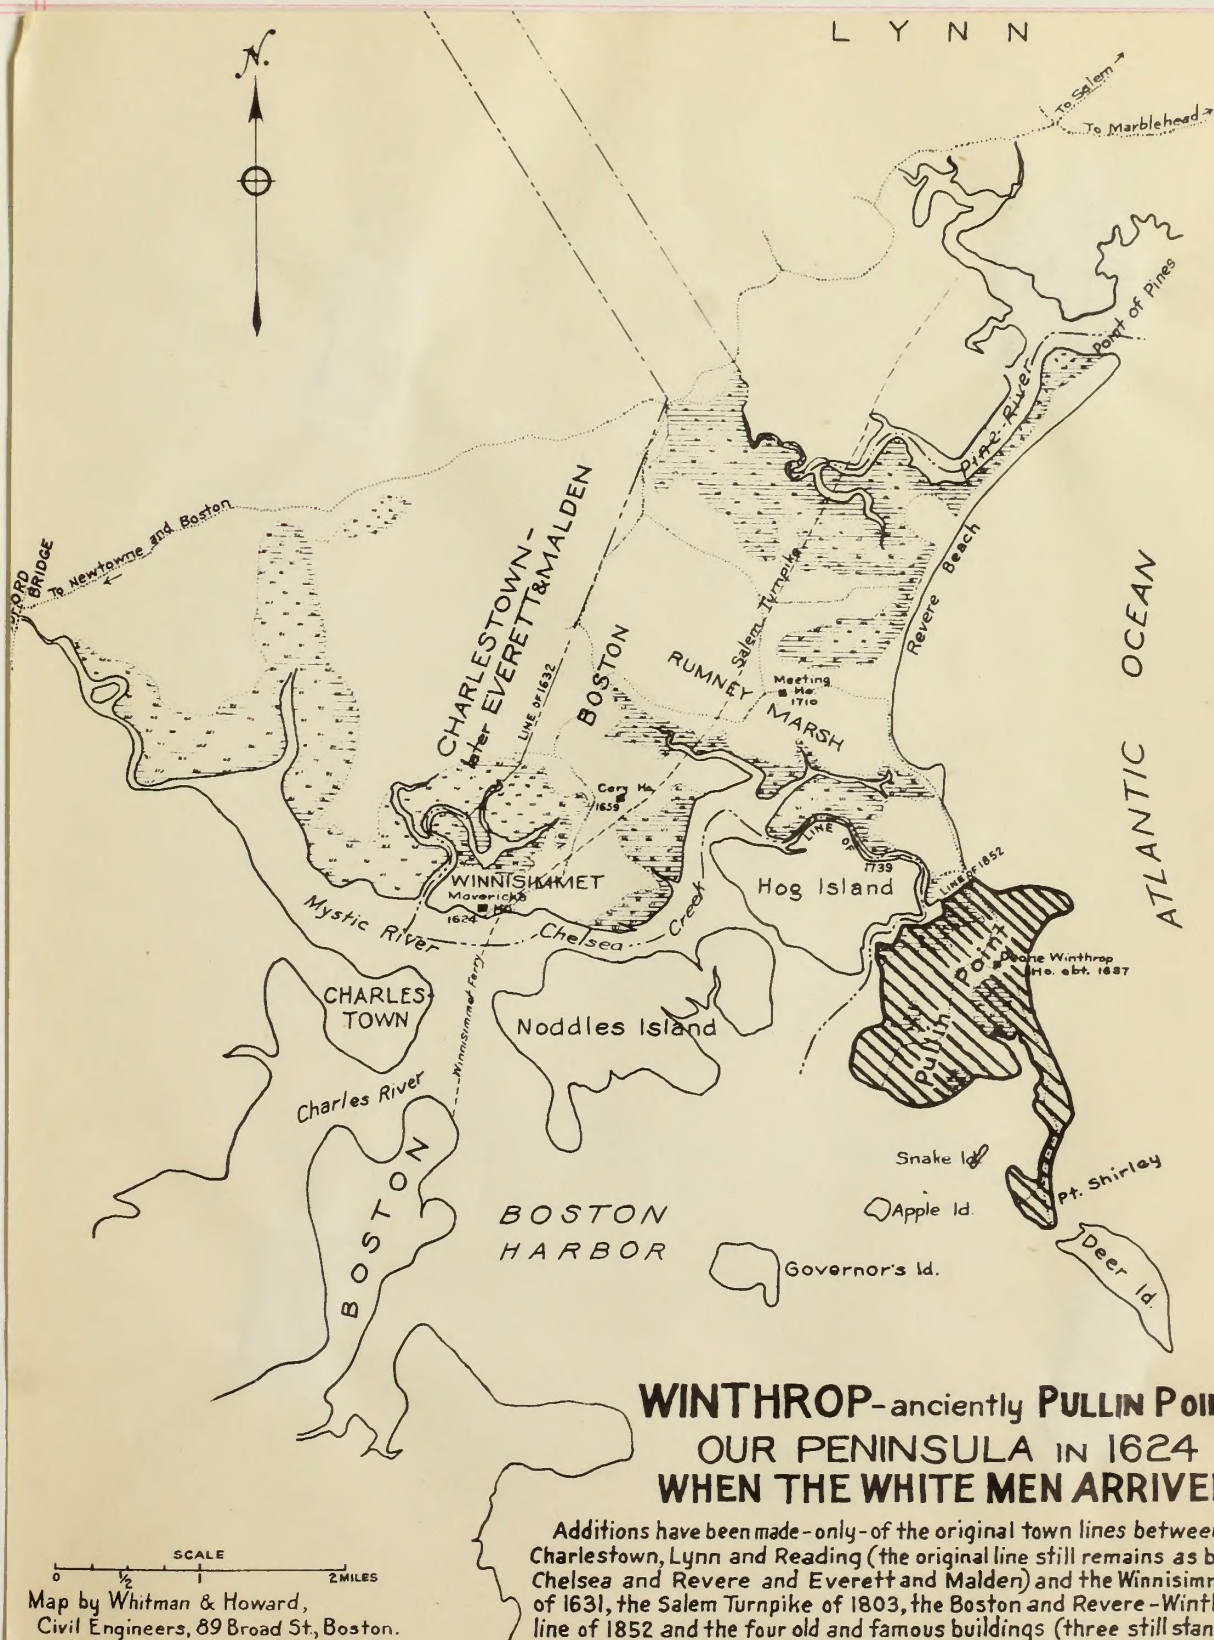 LYNN
N.
To Salem
To Marblehead
Point of Pines
Pine River
Revere Beach
ATLANTIC OCEAN
To Newtowne and Boston
BRIDGE
CHARLESTOWN-
later EVERETT & MALDEN
LINE OF 1632
BOSTON
Salem Turnpike
RUMNEY
MARSH
Meeting
Ho.
1710
Cary Ho.
1659
LINE OF
1739
LINE OF 1852
WINNISIMMET
Mavericks
Ho.
1624
Mystic River
Chelsea Creek
Hog Island
Pullin Point
Deane Winthrop
Ho. abt. 1687
CHARLES-
TOWN
Noddles Island
Winnisimmet Ferry
Charles River
BOSTON
BOSTON
HARBOR
Snake Id.
Apple Id.
Governor's Id.
Pt. Shirley
Deer Id.
WINTHROP-anciently PULLIN POI
OUR PENINSULA IN 1624
WHEN THE WHITE MEN ARRIVE
Additions have been made-only-of the original town lines betwee
Charlestown, Lynn and Reading (the original line still remains as b
Chelsea and Revere and Everett and Malden) and the Winnisimm
of 1631, the Salem Turnpike of 1803, the Boston and Revere-Winth
line of 1852 and the four old and famous buildings (three still stan
SCALE
0 1/2 1 2 MILES
Map by Whitman & Howard,
Civil Engineers, 89 Broad St., Boston.